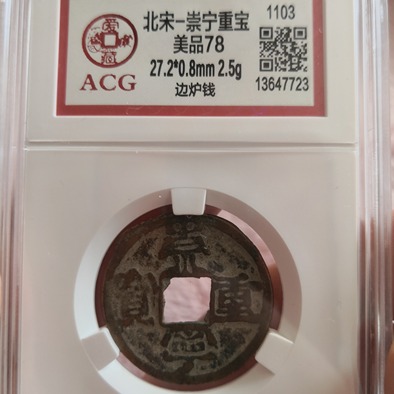 北宋-崇宁重宝
美品78
27.2*0.8mm 2.5g
边炉钱
1103
13647723
ACG
崇
宁
重
寶